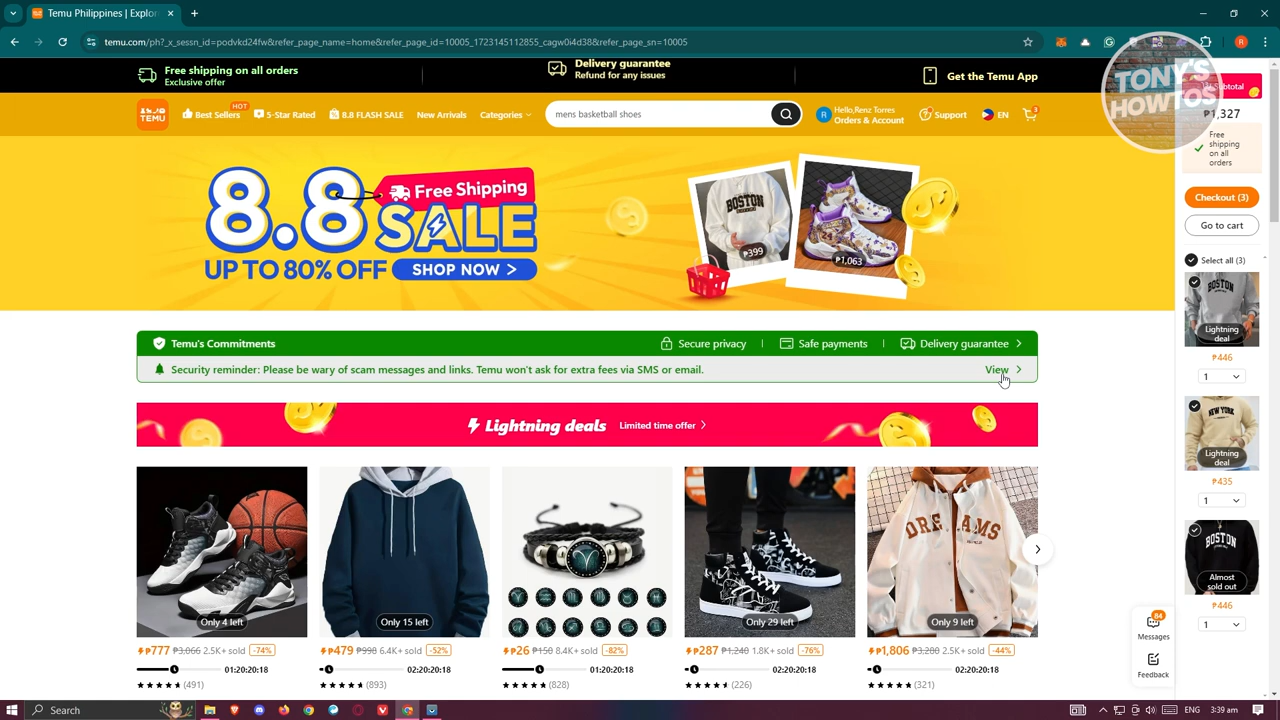 Temu Philippines | Explor
temu.com/ph?_x_sessn_id=podvkd24fw&refer_page_name=home&refer_page_id=10005_1723145112855_cagw0i4d38&refer_page_sn=10005
Free shipping on all orders
Exclusive offer
Delivery guarantee
Refund for any issues
Get the Temu App
TEMU
Best Sellers
HOT
5-Star Rated
8.8 FLASH SALE
New Arrivals
Categories
mens basketball shoes
R
Hello,Renz Torres
Orders & Account
Support
EN
3
TONY'S
HOWTOS
Subtotal
₱1,327
Free
shipping
on all
orders
Checkout (3)
Go to cart
Select all (3)
8.8 SALE
Free Shipping
UP TO 80% OFF
SHOP NOW >
BOSTON
₱399
₱1,063
Temu's Commitments
Secure privacy
Safe payments
Delivery guarantee
Security reminder: Please be wary of scam messages and links. Temu won't ask for extra fees via SMS or email.
View
Lightning deals
Limited time offer
BOSTON
Lightning
deal
₱446
1
NEW YORK
Lightning
deal
₱435
1
BOSTON
Almost
sold out
₱446
1
Only 4 left
Only 15 left
Only 29 left
DREAMS
Only 9 left
₱777 ₱3,066 2.5K+ sold -74%
01:20:20:18
(491)
₱479 ₱998 6.4K+ sold -52%
02:20:20:18
(893)
₱26 ₱150 8.4K+ sold -82%
01:20:20:18
(828)
₱287 ₱1,240 1.8K+ sold -76%
02:20:20:18
(226)
₱1,806 ₱3,280 2.5K+ sold -44%
02:20:20:18
(321)
84
Messages
Feedback
Search
ENG
3:39 am